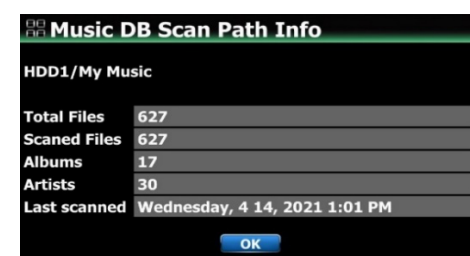 Music DB Scan Path Info
HDD1/My Music
Total Files 627
Scaned Files 627
Albums 17
Artists 30
Last scanned Wednesday, 4 14, 2021 1:01 PM
OK